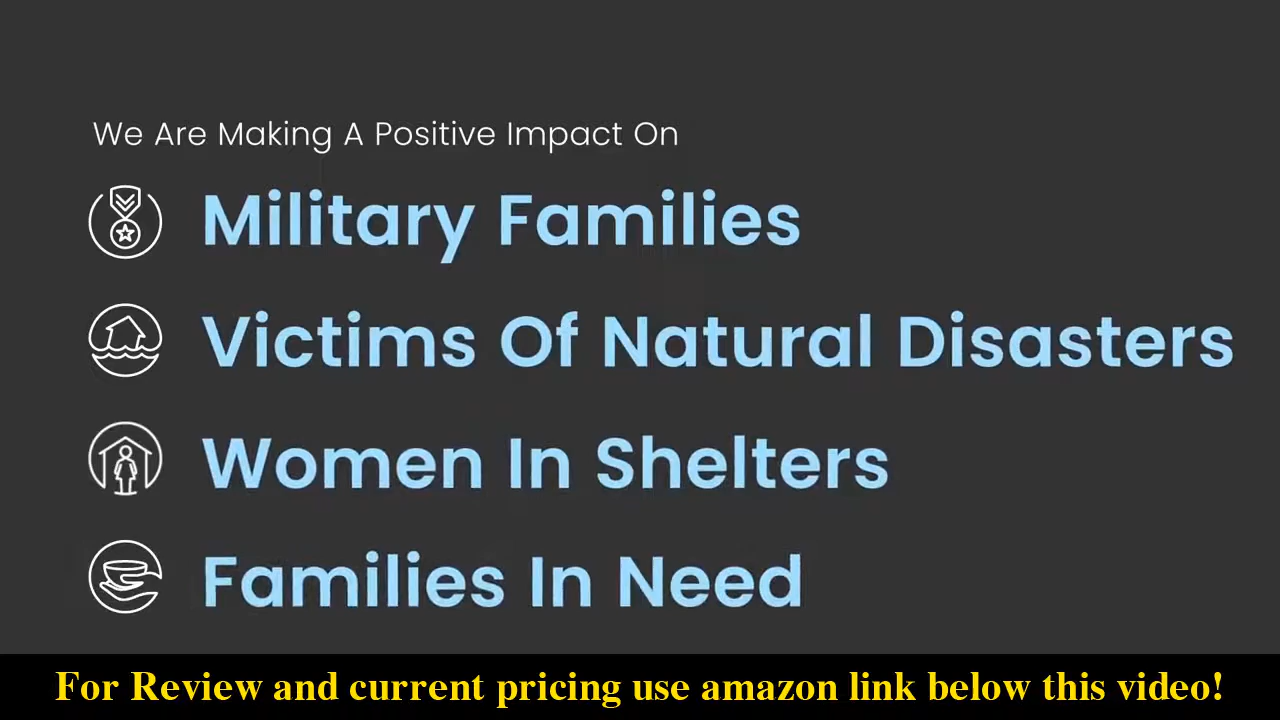 We Are Making A Positive Impact On
Military Families
Victims Of Natural Disasters
Women In Shelters
Families In Need
For Review and current pricing use amazon link below this video!